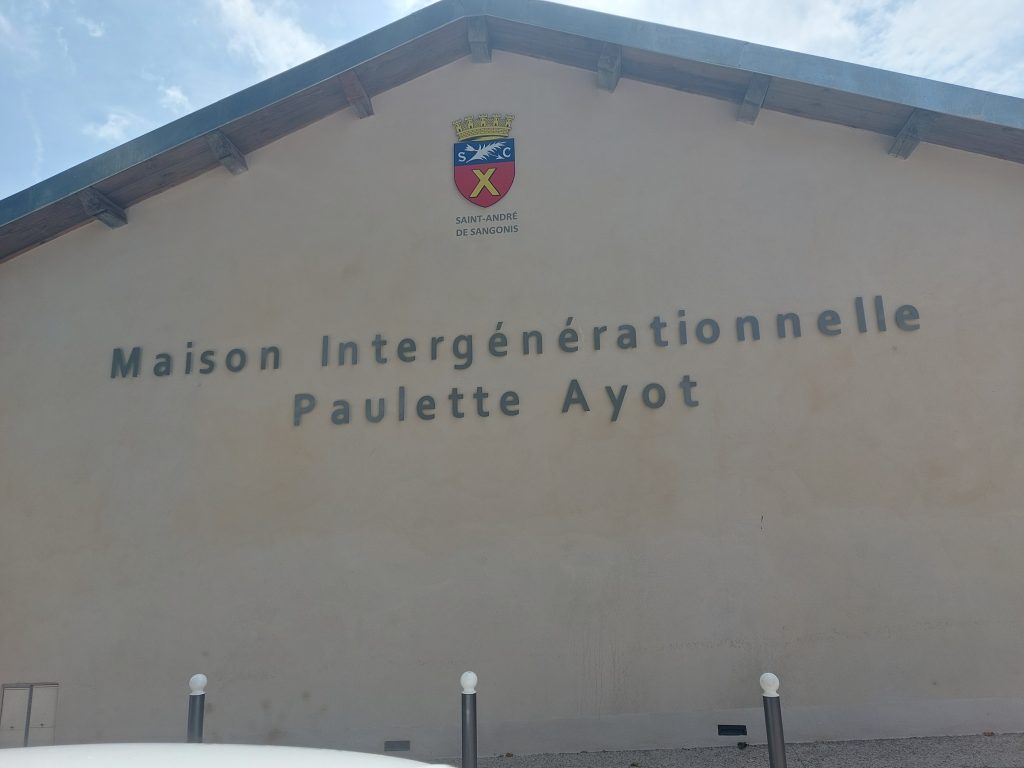 S C
X
SAINT-ANDRÉ
DE SANGONIS
Maison Intergénérationnelle
Paulette Ayot